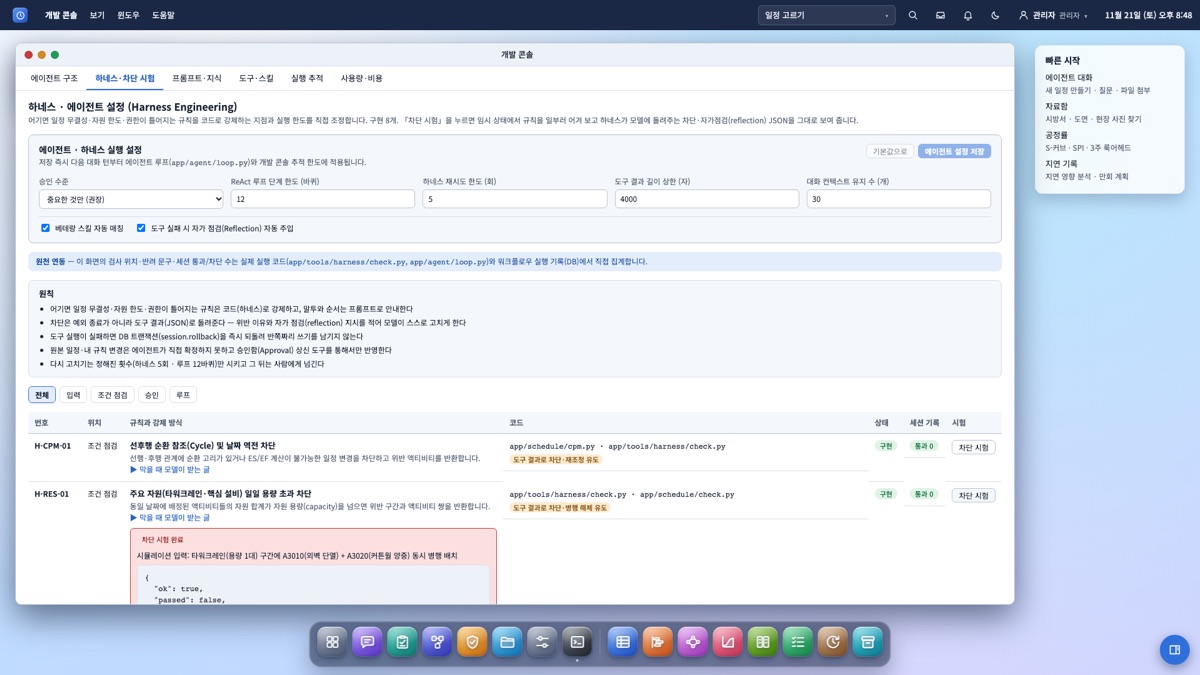 개발 콘솔 보기 윈도우 도움말 일정 고르기 관리자 관리자 11월 21일 (토) 오후 8:48
개발 콘솔
에이전트 구조 하네스·차단 시험 프롬프트·지식 도구·스킬 실행 추적 사용량·비용
하네스 · 에이전트 설정 (Harness Engineering)
어기면 일정 무결성·자원 한도·권한이 틀어지는 규칙을 코드로 강제하는 지점과 실행 한도를 직접 조정합니다. 구현 8개. 「차단 시험」을 누르면 임시 상태에서 규칙을 일부러 어겨 보고 하네스가 모델에 돌려주는 차단·자가점검(reflection) JSON을 그대로 보여 줍니다.
에이전트 · 하네스 실행 설정
기본값으로 에이전트 설정 저장
저장 즉시 다음 대화 턴부터 에이전트 루프(app/agent/loop.py)와 개발 콘솔 추적 한도에 적용됩니다.
승인 수준 ReAct 루프 단계 한도 (바퀴) 하네스 재시도 한도 (회) 도구 결과 길이 상한 (자) 대화 컨텍스트 유지 수 (개)
중요한 것만 (권장) 12 5 4000 30
베테랑 스킬 자동 매칭 도구 실패 시 자가 점검(Reflection) 자동 주입
원천 연동 — 이 화면의 검사 위치·반려 문구·세션 통과/차단 수는 실제 실행 코드(app/tools/harness/check.py, app/agent/loop.py)와 워크플로우 실행 기록(DB)에서 직접 집계합니다.
원칙
• 어기면 일정 무결성·자원 한도·권한이 틀어지는 규칙은 코드(하네스)로 강제하고, 말투와 순서는 프롬프트로 안내한다
• 차단은 예외 종료가 아니라 도구 결과(JSON)로 돌려준다 — 위반 이유와 자가 점검(reflection) 지시를 적어 모델이 스스로 고치게 한다
• 도구 실행이 실패하면 DB 트랜잭션(session.rollback)을 즉시 되돌려 반쪽짜리 쓰기를 남기지 않는다
• 원본 일정·내 규칙 변경은 에이전트가 직접 확정하지 못하고 승인함(Approval) 상신 도구를 통해서만 반영한다
• 다시 고치기는 정해진 횟수(하네스 5회 · 루프 12바퀴)만 시키고 그 뒤는 사람에게 넘긴다
전체 입력 조건 점검 승인 루프
번호 위치 규칙과 강제 방식 코드 상태 세션 기록 시험
H-CPM-01 조건 점검 선후행 순환 참조(Cycle) 및 날짜 역전 차단 app/schedule/cpm.py · app/tools/harness/check.py 구현 통과 0 차단 시험
선행·후행 관계에 순환 고리가 있거나 ES/EF 계산이 불가능한 일정 변경을 차단하고 위반 액티비티를 반환합니다. 도구 결과로 차단·재조정 유도
▶ 막을 때 모델이 받는 글
H-RES-01 조건 점검 주요 자원(타워크레인·핵심 설비) 일일 용량 초과 차단 app/tools/harness/check.py · app/schedule/check.py 구현 통과 0 차단 시험
동일 날짜에 배정된 액티비티들의 자원 합계가 자원 용량(capacity)을 넘으면 위반 구간과 액티비티 쌍을 반환합니다. 도구 결과로 차단·병행 해제 유도
▶ 막을 때 모델이 받는 글
차단 시험 완료
시뮬레이션 입력: 타워크레인(용량 1대) 구간에 A3010(외벽 단열) + A3020(커튼월 양중) 동시 병행 배치
{
"ok": true,
"passed": false,
빠른 시작
에이전트 대화
새 일정 만들기 · 질문 · 파일 첨부
자료함
시방서 · 도면 · 현장 사진 찾기
공정률
S-커브 · SPI · 3주 룩어헤드
지연 기록
지연 영향 분석 · 만회 계획